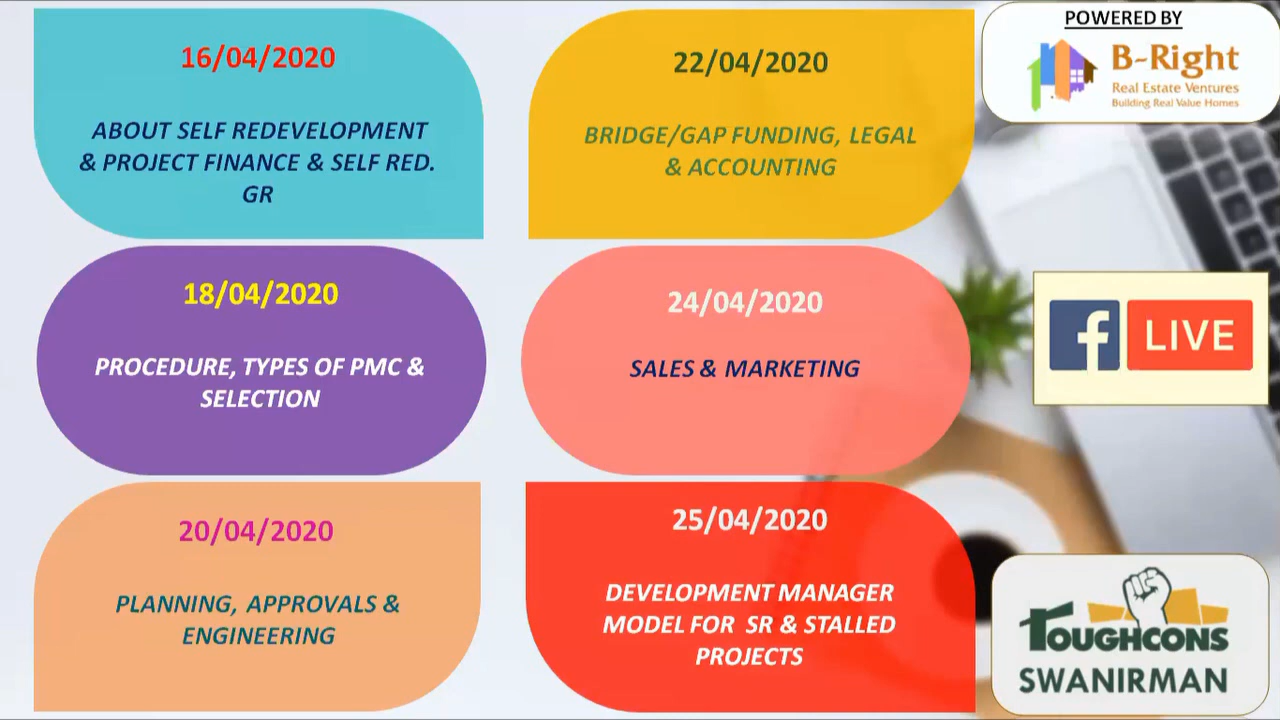 16/04/2020
ABOUT SELF REDEVELOPMENT
& PROJECT FINANCE & SELF RED.
GR
22/04/2020
BRIDGE/GAP FUNDING, LEGAL
& ACCOUNTING
18/04/2020
PROCEDURE, TYPES OF PMC &
SELECTION
24/04/2020
SALES & MARKETING
20/04/2020
PLANNING, APPROVALS &
ENGINEERING
25/04/2020
DEVELOPMENT MANAGER
MODEL FOR SR & STALLED
PROJECTS
POWERED BY
B-Right
Real Estate Ventures
Building Real Value Homes
f LIVE
TOUGHCONS
SWANIRMAN